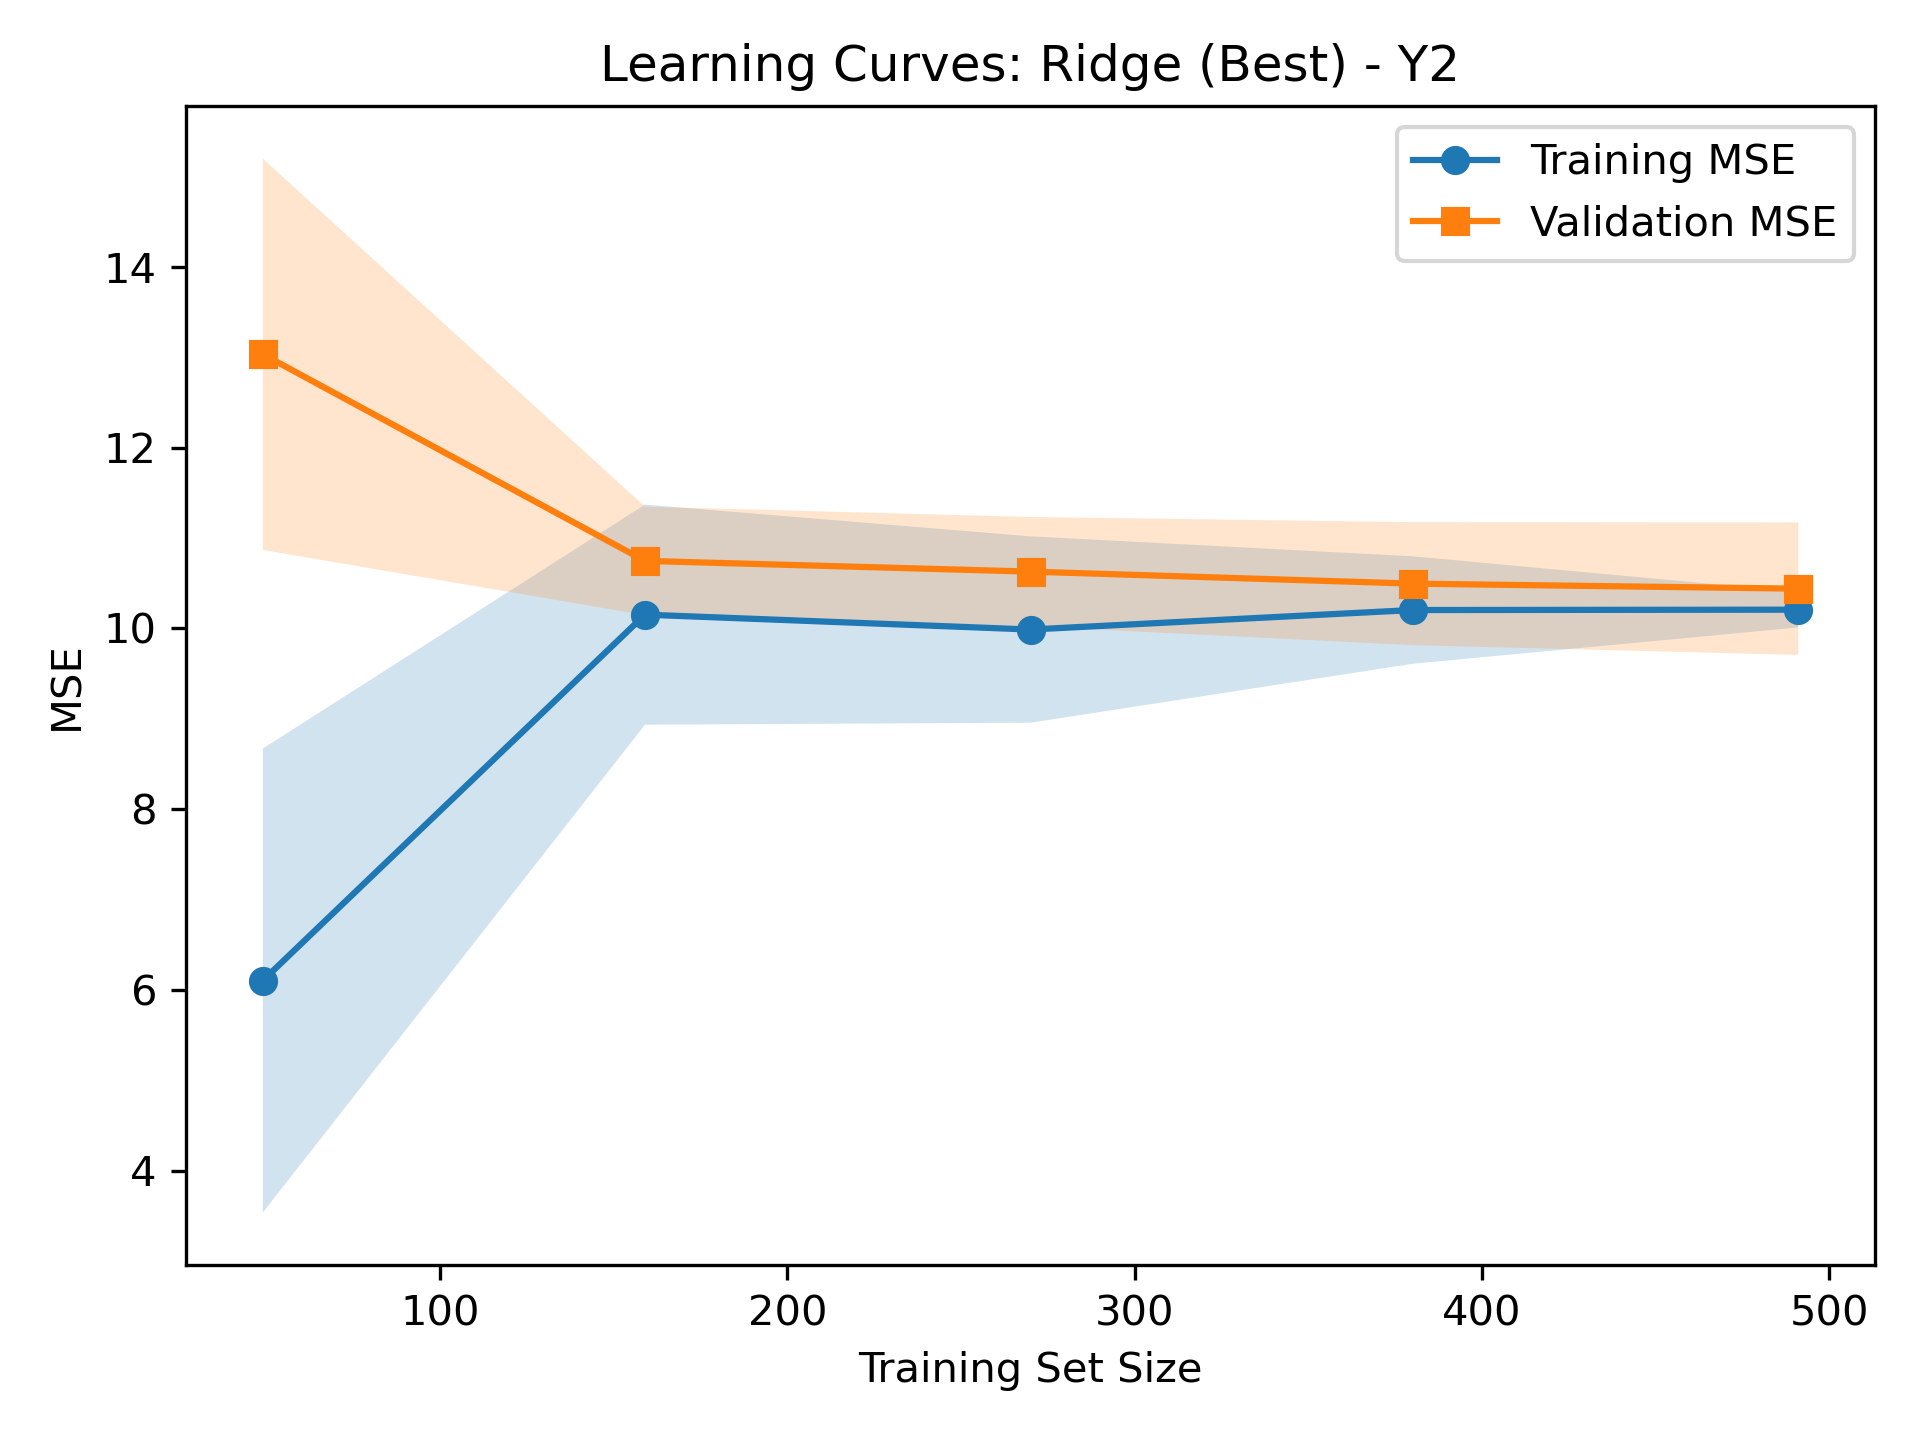 Learning Curves: Ridge (Best) - Y2
Training MSE
Validation MSE
14
12
10
8
6
4
MSE
100 200 300 400 500
Training Set Size